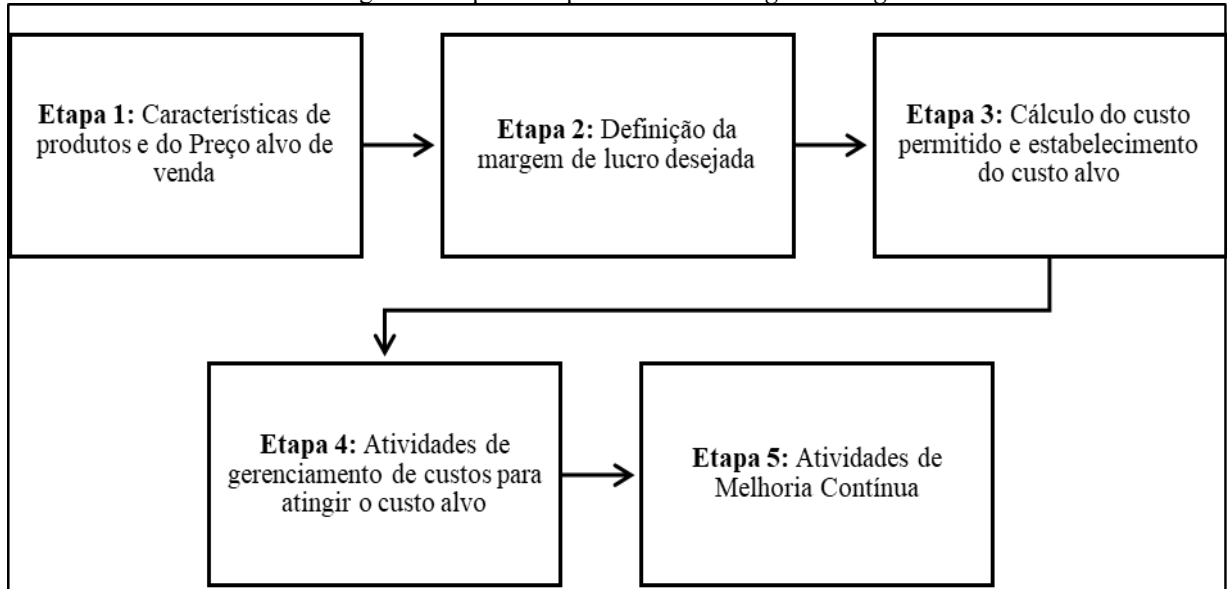 Etapa 1: Características de
produtos e do Preço alvo de
venda
Etapa 2: Definição da
margem de lucro desejada
Etapa 3: Cálculo do custo
permitido e estabelecimento
do custo alvo
Etapa 4: Atividades de
gerenciamento de custos para
atingir o custo alvo
Etapa 5: Atividades de
Melhoria Contínua